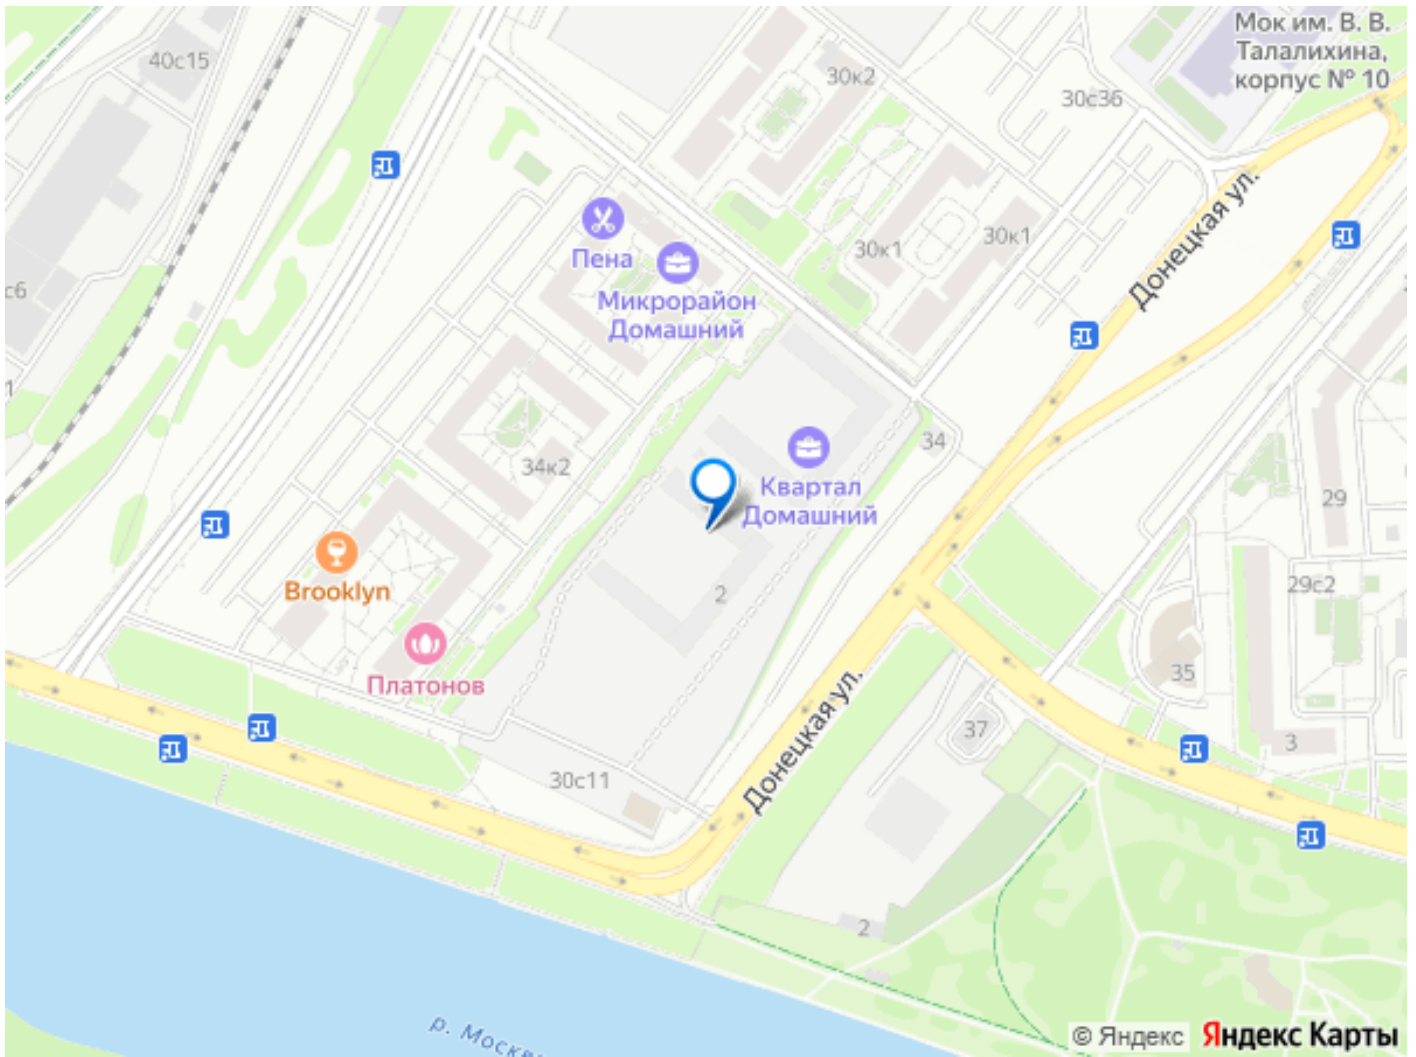 Мок им. В. В.
Талалихина,
корпус № 10
40с15
30к2
30с36
Донецкая ул.
Пена
30к1
30к1
с6
Микрорайон
Домашний
1
34
34к2
Квартал
Домашний
29
Brooklyn
2
29с2
Платонов
35
Донецкая ул.
37
3
30с11
2
р. Москв
© Яндекс Яндекс Карты